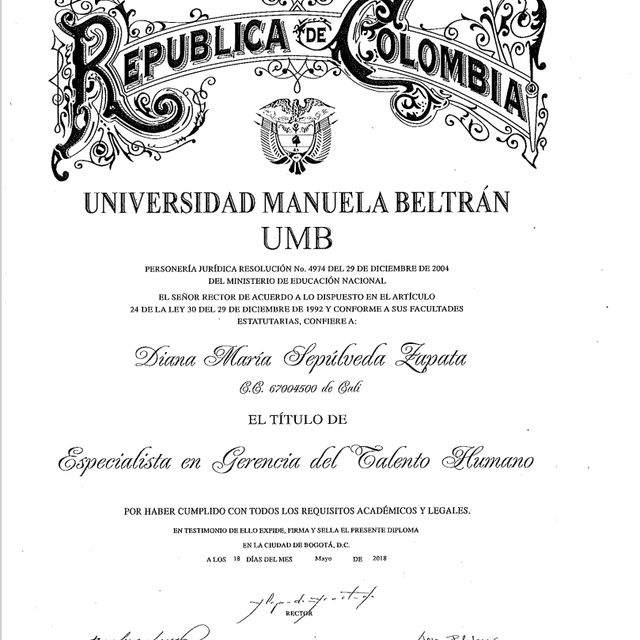 REPUBLICA DE COLOMBIA
UNIVERSIDAD MANUELA BELTRÁN
UMB
PERSONERÍA JURÍDICA RESOLUCIÓN No. 4974 DEL 29 DE DICIEMBRE DE 2004
DEL MINISTERIO DE EDUCACIÓN NACIONAL
EL SEÑOR RECTOR DE ACUERDO A LO DISPUESTO EN EL ARTÍCULO
24 DE LA LEY 30 DEL 29 DE DICIEMBRE DE 1992 Y CONFORME A SUS FACULTADES
ESTATUTARIAS, CONFIERE A:
Diana María Sepúlveda Zapata
C.C. 67004500 de Cali
EL TÍTULO DE
Especialista en Gerencia del Talento Humano
POR HABER CUMPLIDO CON TODOS LOS REQUISITOS ACADÉMICOS Y LEGALES.
EN TESTIMONIO DE ELLO EXPIDE, FIRMA Y SELLA EL PRESENTE DIPLOMA
EN LA CIUDAD DE BOGOTÁ, D.C.
A LOS 18 DÍAS DEL MES Mayo DE 2018
RECTOR